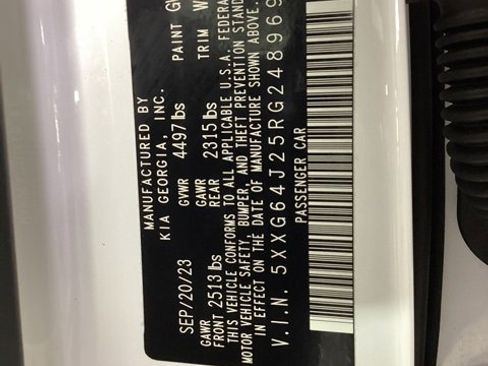 MANUFACTURED BY
KIA GEORGIA, INC.
SEP/20/23 GVWR 4497 lbs PAINT
GAWR FRONT 2513 lbs GAWR REAR 2315 lbs TRIM W
THIS VEHICLE CONFORMS TO ALL APPLICABLE U.S.A. FEDERA
MOTOR VEHICLE SAFETY, BUMPER, AND THEFT PREVENTION STAND
IN EFFECT ON THE DATE OF MANUFACTURE SHOWN ABOVE.
V.I.N. 5XXG64J25RG248969
PASSENGER CAR